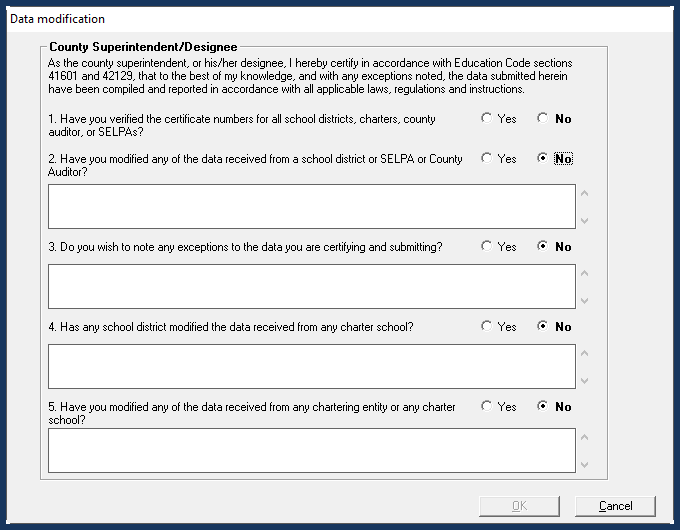 Data modification
County Superintendent/Designee
As the county superintendent, or his/her designee, I hereby certify in accordance with Education Code sections
41601 and 42129, that to the best of my knowledge, and with any exceptions noted, the data submitted herein
have been compiled and reported in accordance with all applicable laws, regulations and instructions.
1. Have you verified the certificate numbers for all school districts, charters, county Yes No
auditor, or SELPAs?
2. Have you modified any of the data received from a school district or SELPA or County Yes No
Auditor?
3. Do you wish to note any exceptions to the data you are certifying and submitting? Yes No
4. Has any school district modified the data received from any charter school? Yes No
5. Have you modified any of the data received from any chartering entity or any charter Yes No
school?
OK Cancel